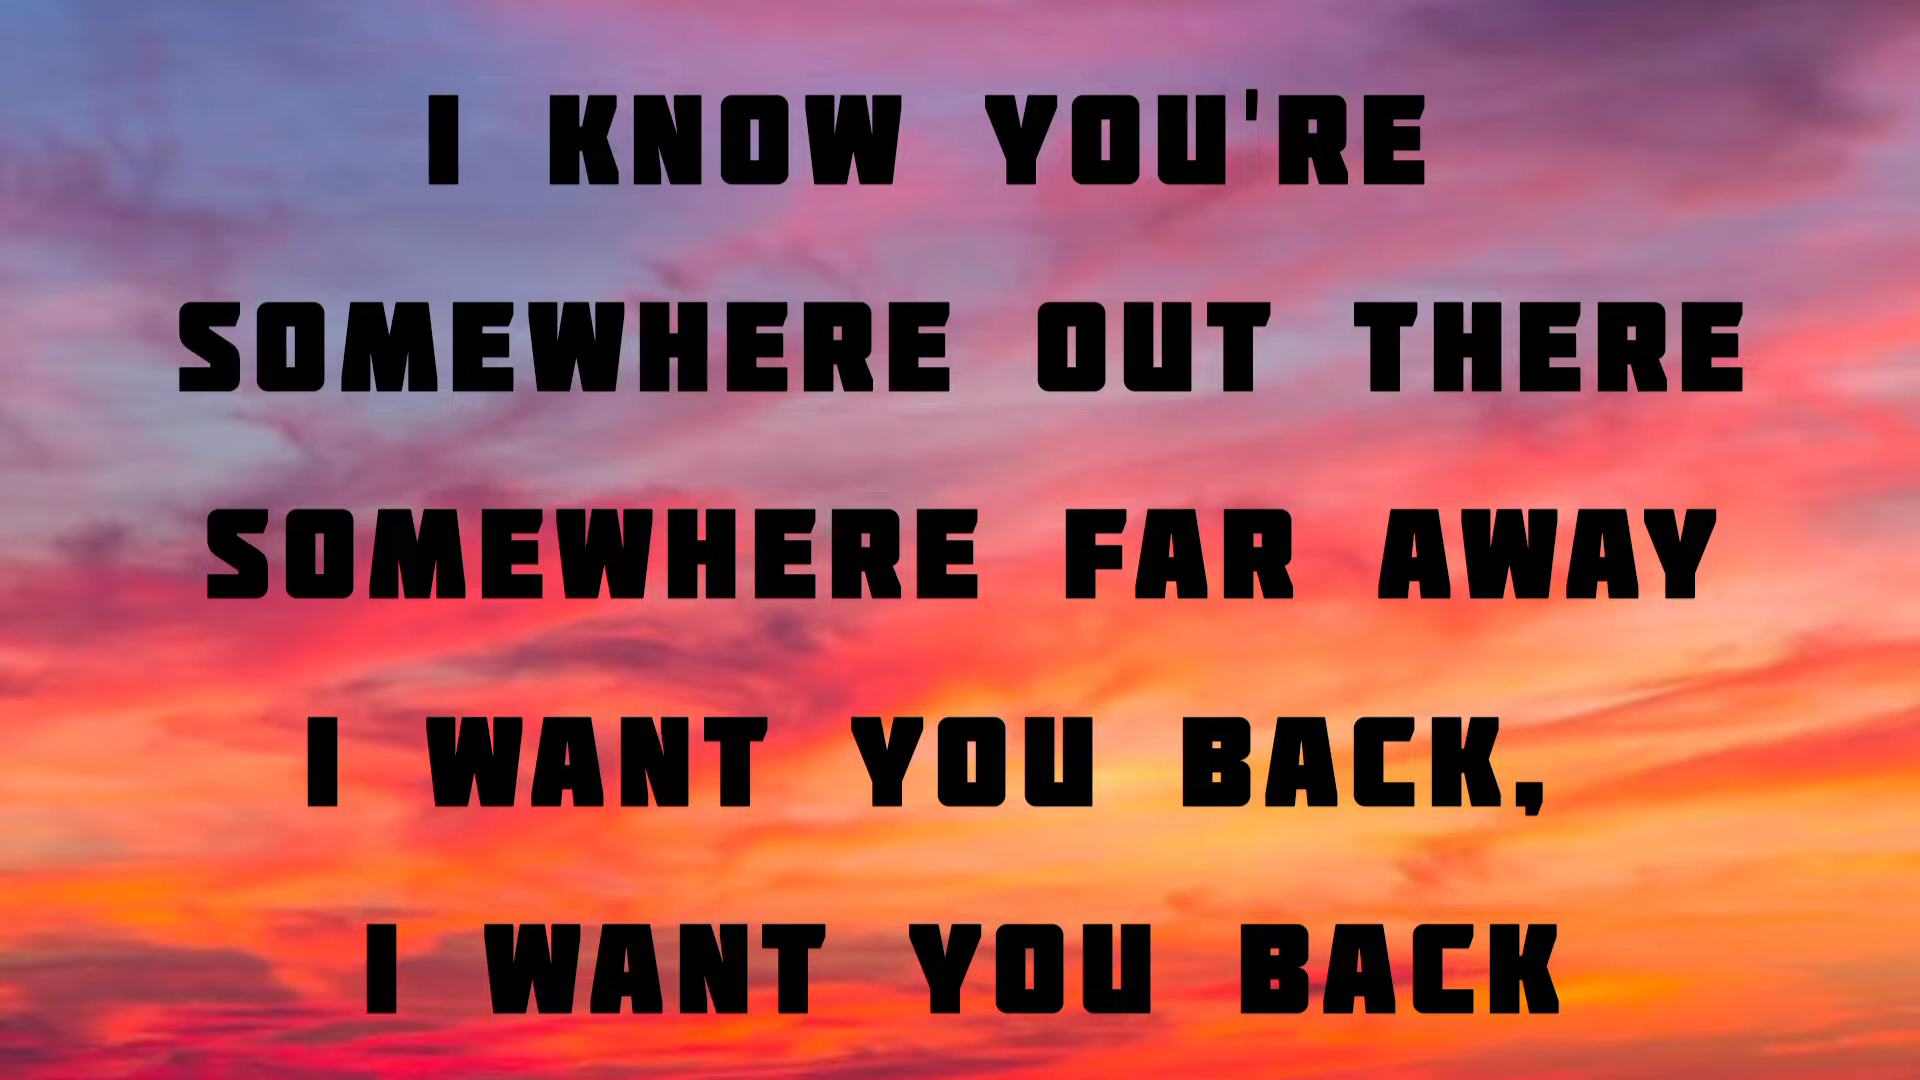 I KNOW YOU'RE
SOMEWHERE OUT THERE
SOMEWHERE FAR AWAY
I WANT YOU BACK,
I WANT YOU BACK